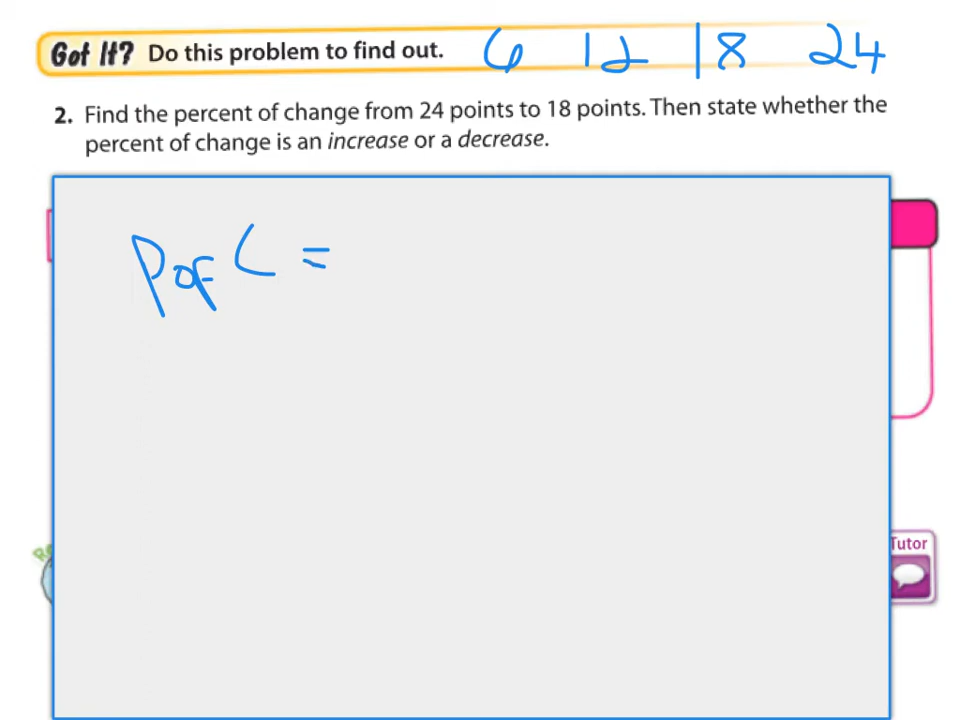 Got It? Do this problem to find out. 6 12 18 24
2. Find the percent of change from 24 points to 18 points. Then state whether the
percent of change is an increase or a decrease.
P of C =
Tutor